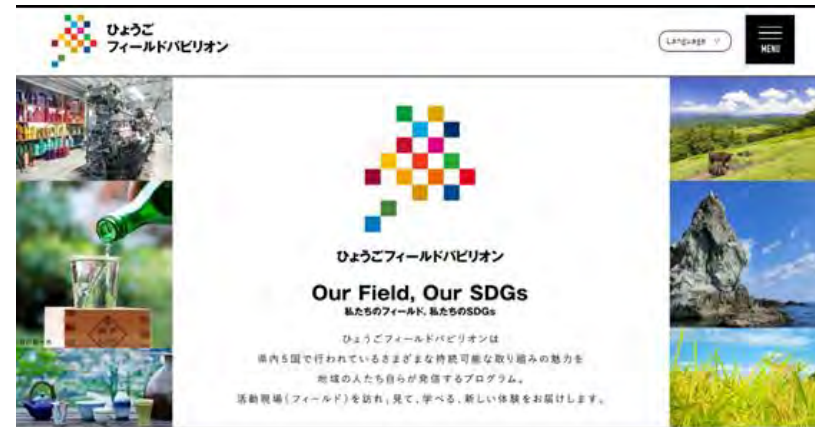 ひょうご
フィールドパビリオン
Language
MENU
ひょうごフィールドパビリオン
Our Field, Our SDGs
私たちのフィールド、私たちのSDGs
ひょうごフィールドパビリオンは
県内5国で行われているさまざまな持続可能な取り組みの魅力を
地域の人たち自らが発信するプログラム。
活動現場(フィールド)を訪れ、見て、学べる、新しい体験をお届けします。